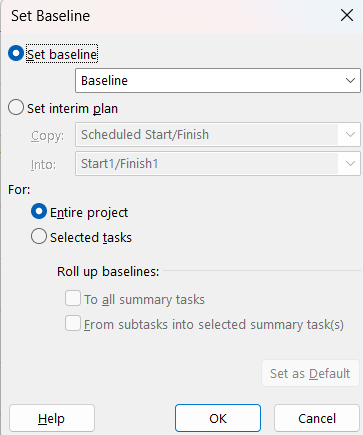 Set Baseline
Set baseline
Baseline
Set interim plan
Copy: Scheduled Start/Finish
Into: Start1/Finish1
For:
Entire project
Selected tasks
Roll up baselines:
To all summary tasks
From subtasks into selected summary task(s)
Set as Default
Help OK Cancel